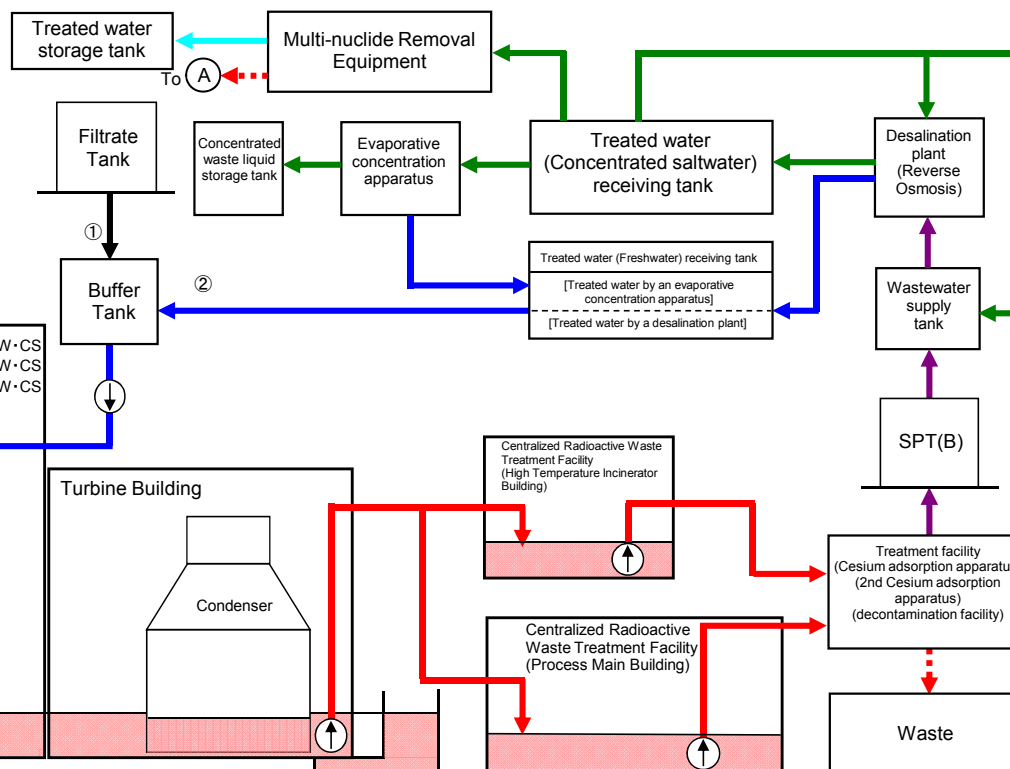 Treated water
storage tank
Multi-nuclide Removal
Equipment
To
A
Filtrate
Tank
Concentrated
waste liquid
storage tank
Evaporative
concentration
apparatus
Treated water
(Concentrated saltwater)
receiving tank
Desalination
plant
(Reverse
Osmosis)
①
Buffer
Tank
②
Treated water (Freshwater) receiving tank
[Treated water by an evaporative
concentration apparatus]
[Treated water by a desalination plant]
Wastewater
supply
tank
W・CS
W・CS
W・CS
SPT(B)
Turbine Building
Condenser
Centralized Radioactive Waste
Treatment Facility
(High Temperature Incinerator
Building)
Centralized Radioactive
Waste Treatment Facility
(Process Main Building)
Treatment facility
(Cesium adsorption apparatu
(2nd Cesium adsorption
apparatus)
(decontamination facility)
Waste